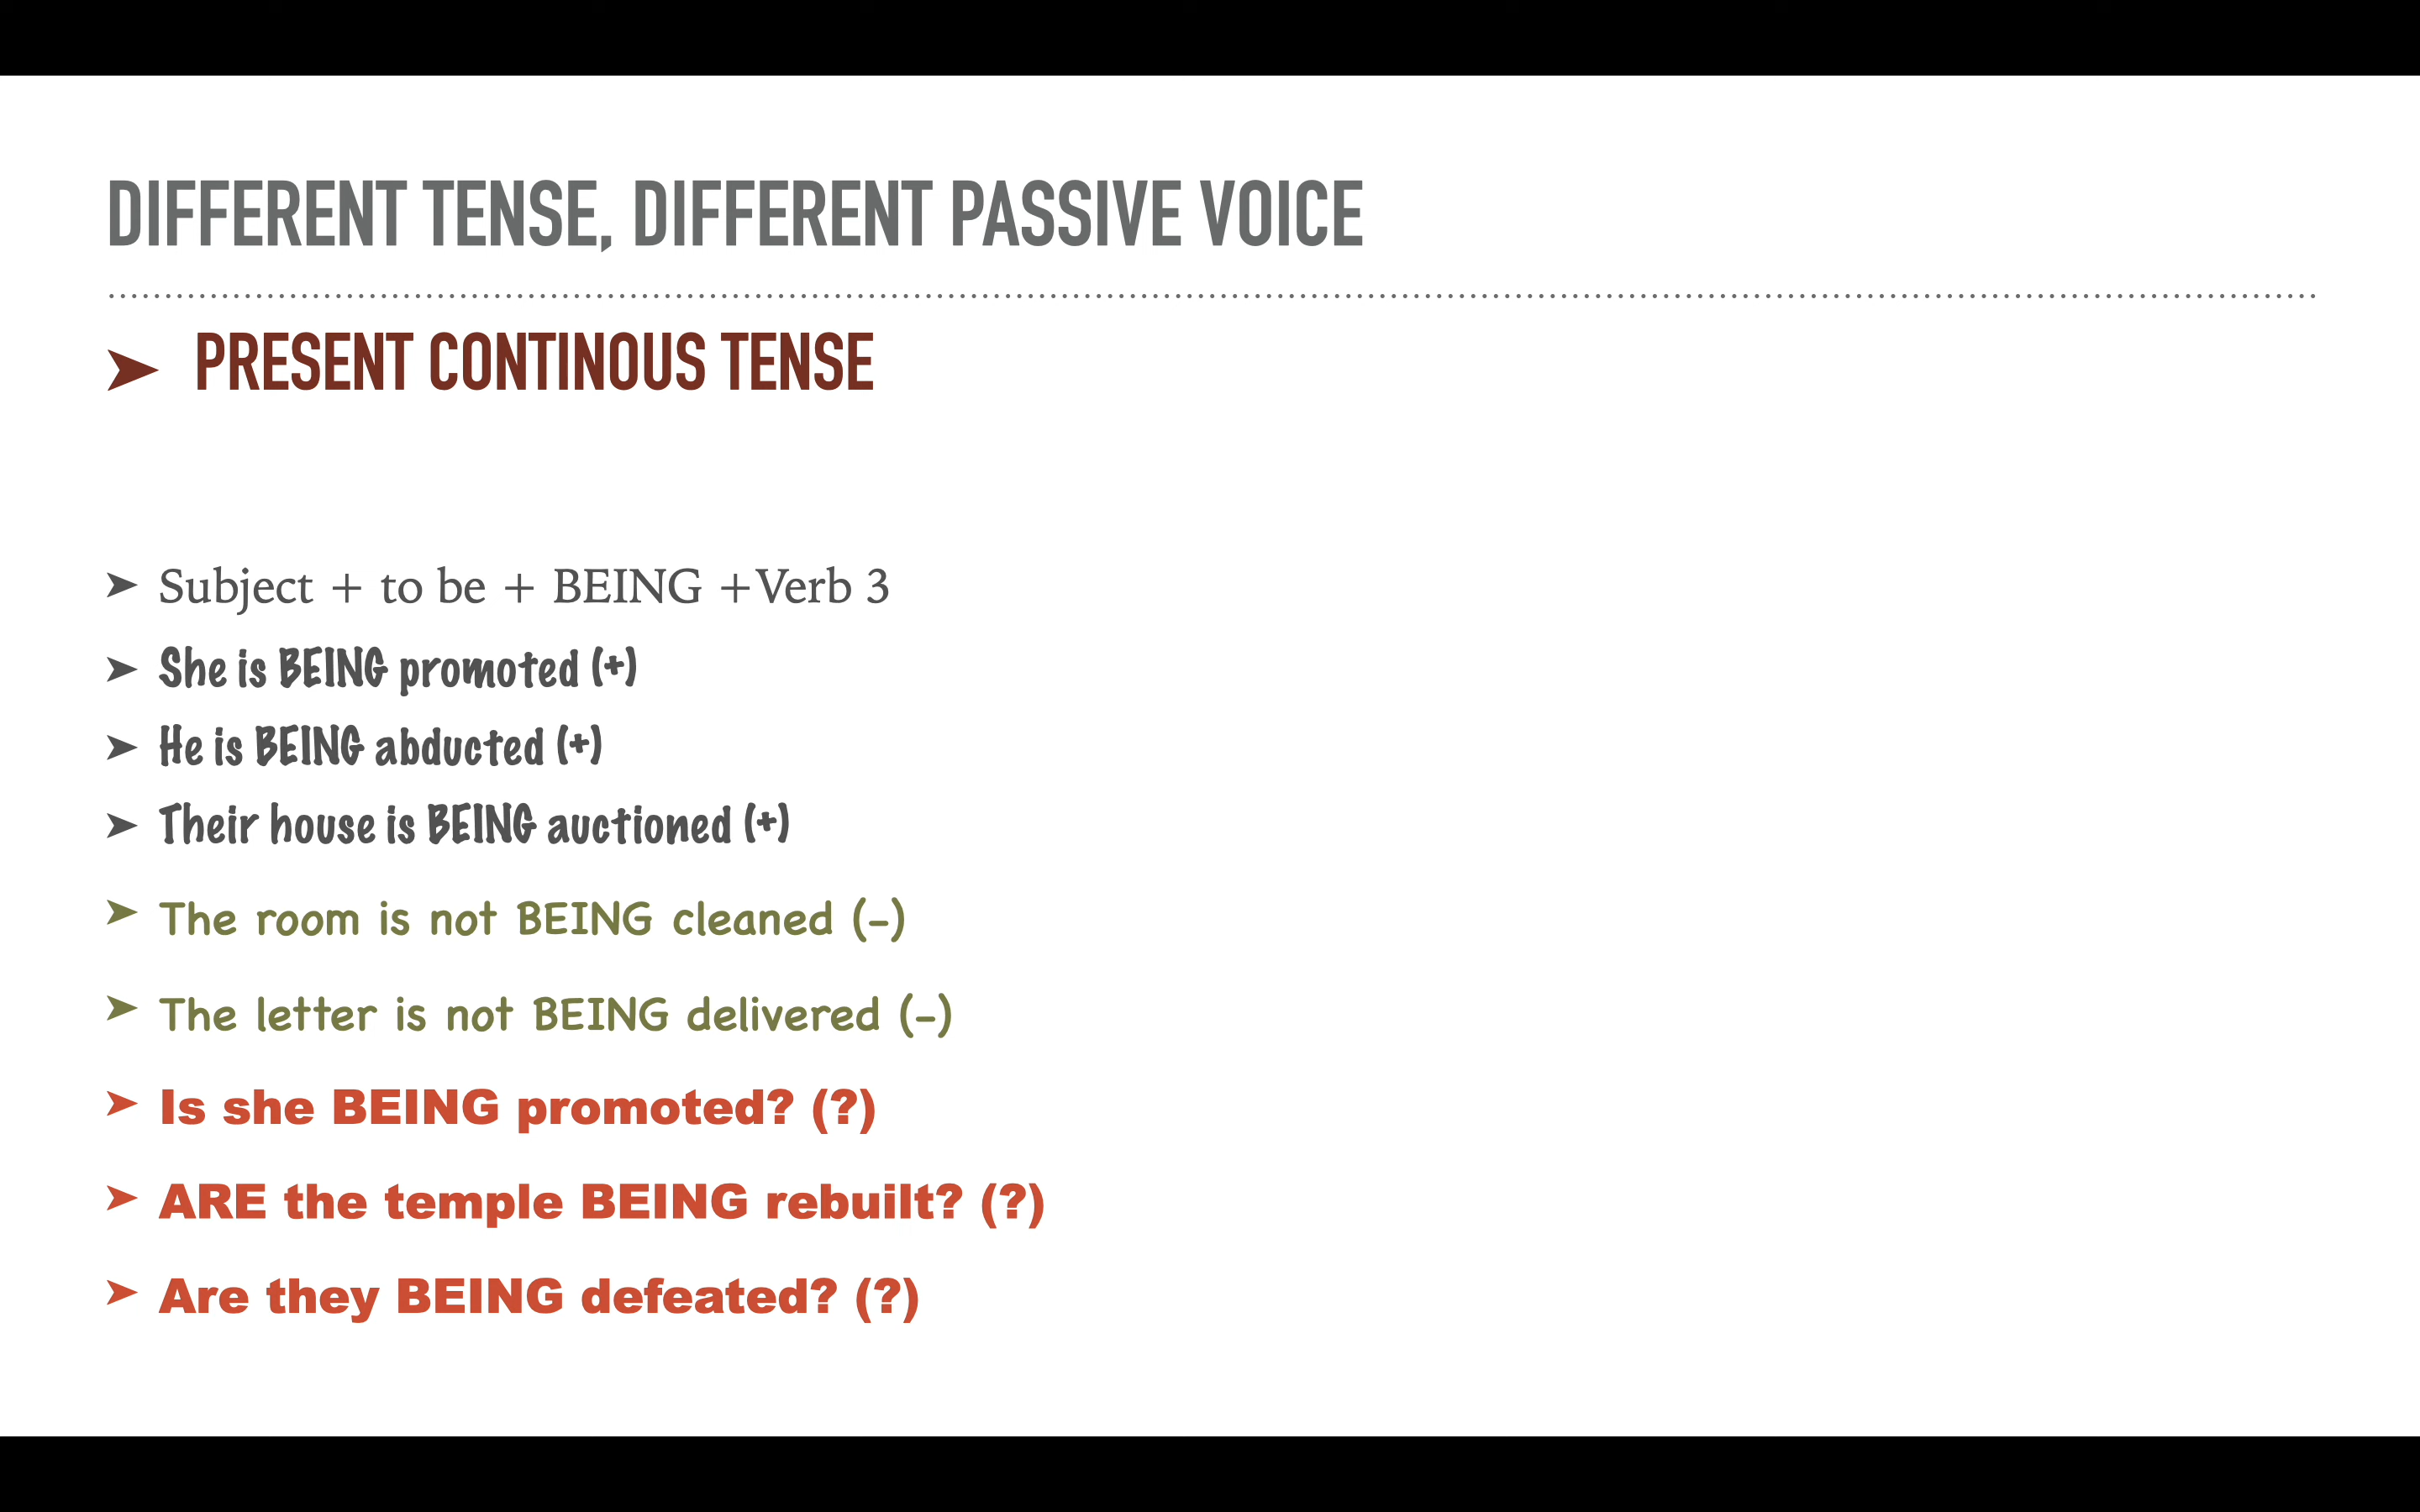 DIFFERENT TENSE, DIFFERENT PASSIVE VOICE
PRESENT CONTINOUS TENSE
Subject + to be + BEING +Verb 3
She is BEING promoted (+)
He is BEING abducted (+)
Their house is BEING auctioned (+)
The room is not BEING cleaned (-)
The letter is not BEING delivered (-)
Is she BEING promoted? (?)
ARE the temple BEING rebuilt? (?)
Are they BEING defeated? (?)